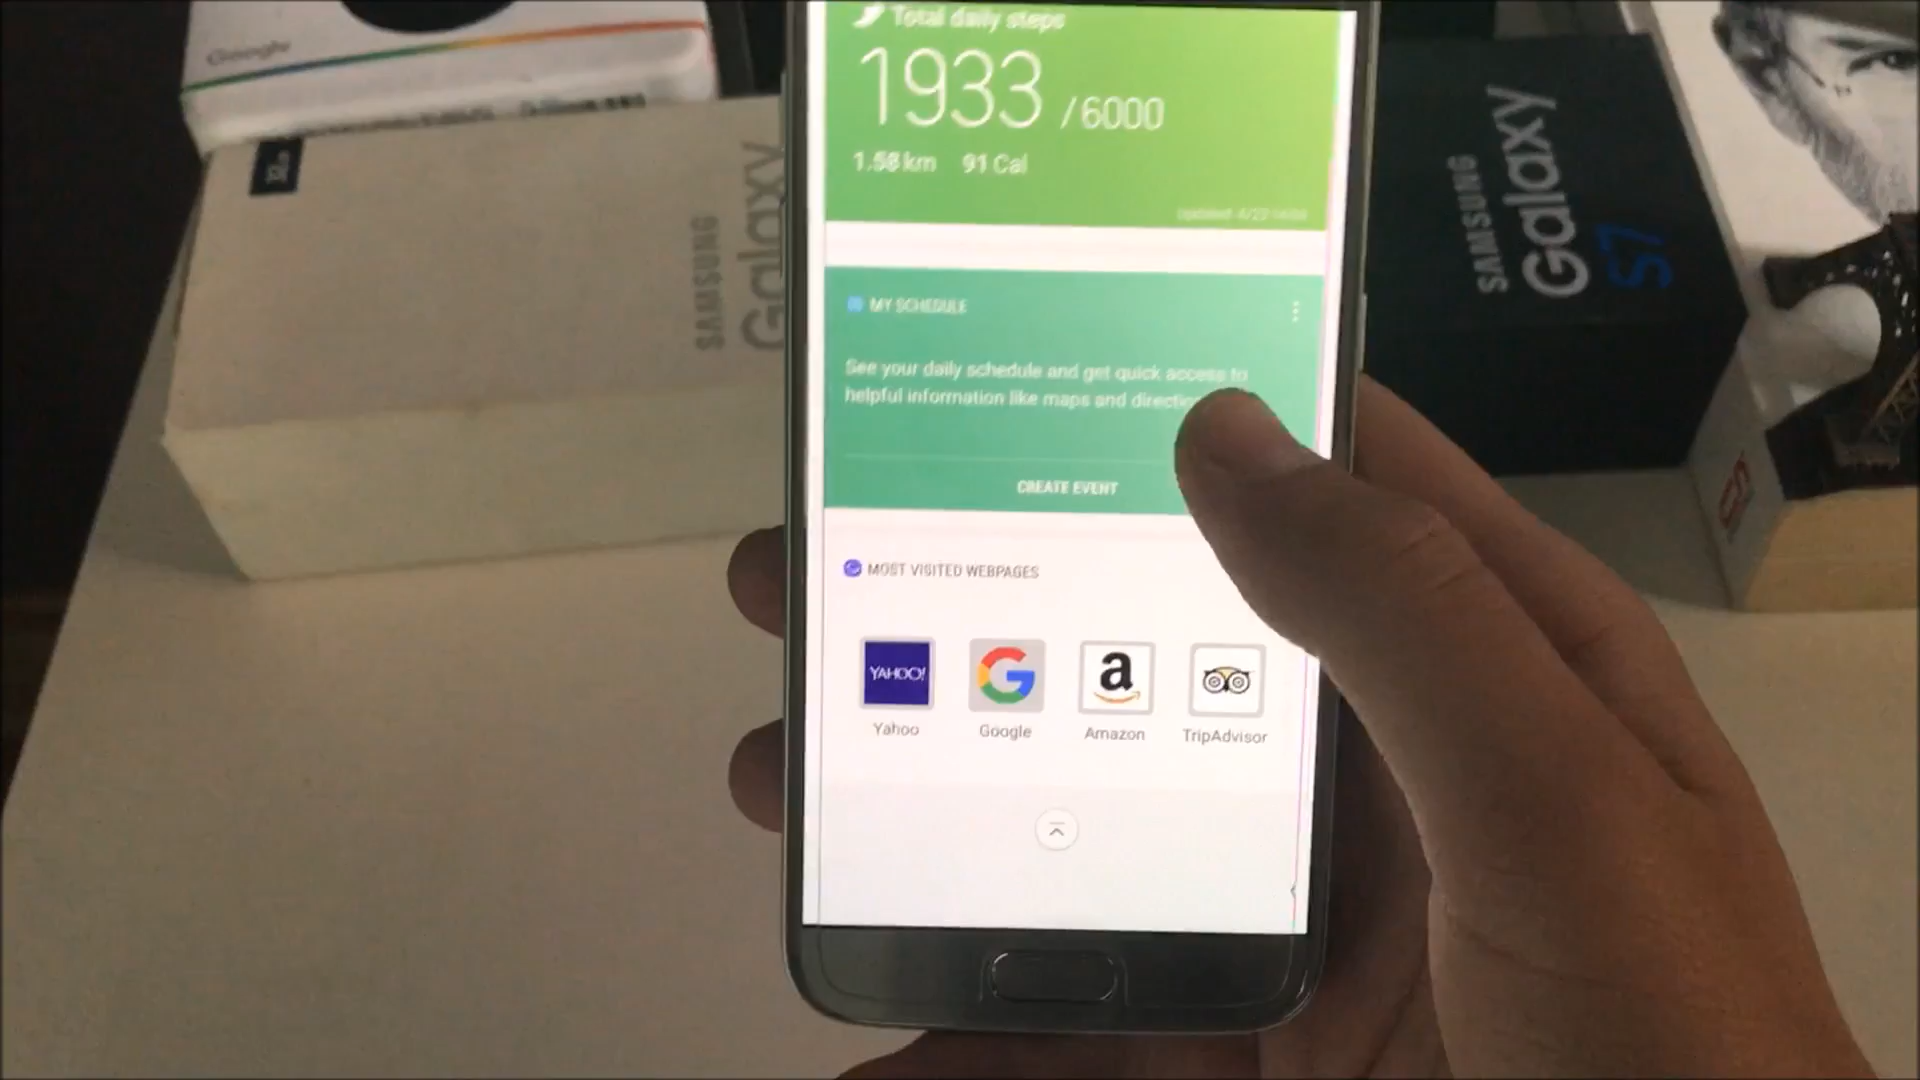 Google
Total daily steps
1933 /6000
1.58 km 91 Cal
SAMSUNG
Galaxy
SAMSUNG
Galaxy
S7
MY SCHEDULE
See your daily schedule and get quick access to
helpful information like maps and
CREATE EVENT
MOST VISITED WEBPAGES
YAHOO!
Yahoo
Google
Amazon
TripAdvisor